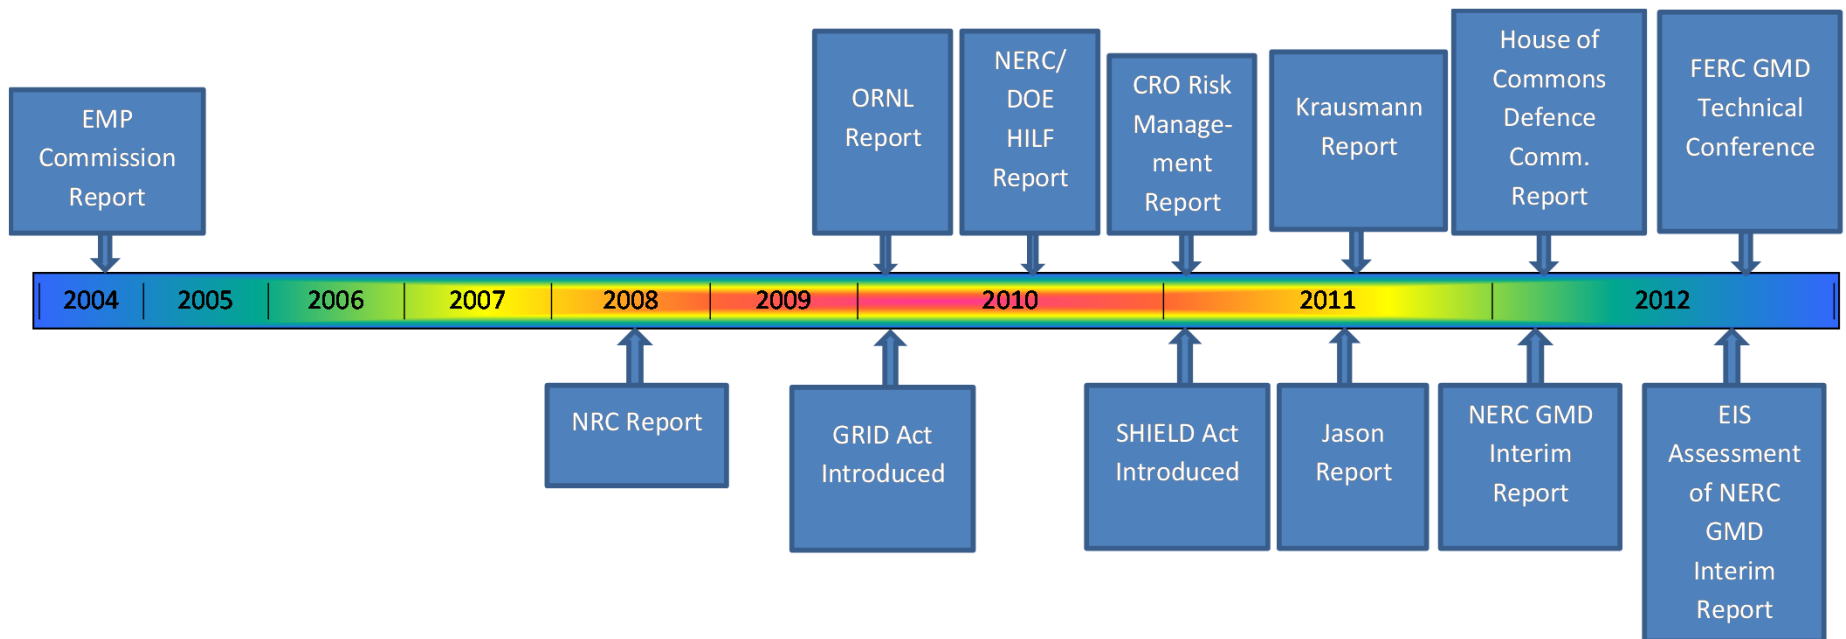 EMP
Commission
Report
ORNL
Report
NERC/
DOE
HILF
Report
CRO Risk
Manage-
ment
Report
Krausmann
Report
House of
Commons
Defence
Comm.
Report
FERC GMD
Technical
Conference
2004 2005 2006 2007 2008 2009 2010 2011 2012
NRC Report
GRID Act
Introduced
SHIELD Act
Introduced
Jason
Report
NERC GMD
Interim
Report
EIS
Assessment
of NERC
GMD
Interim
Report